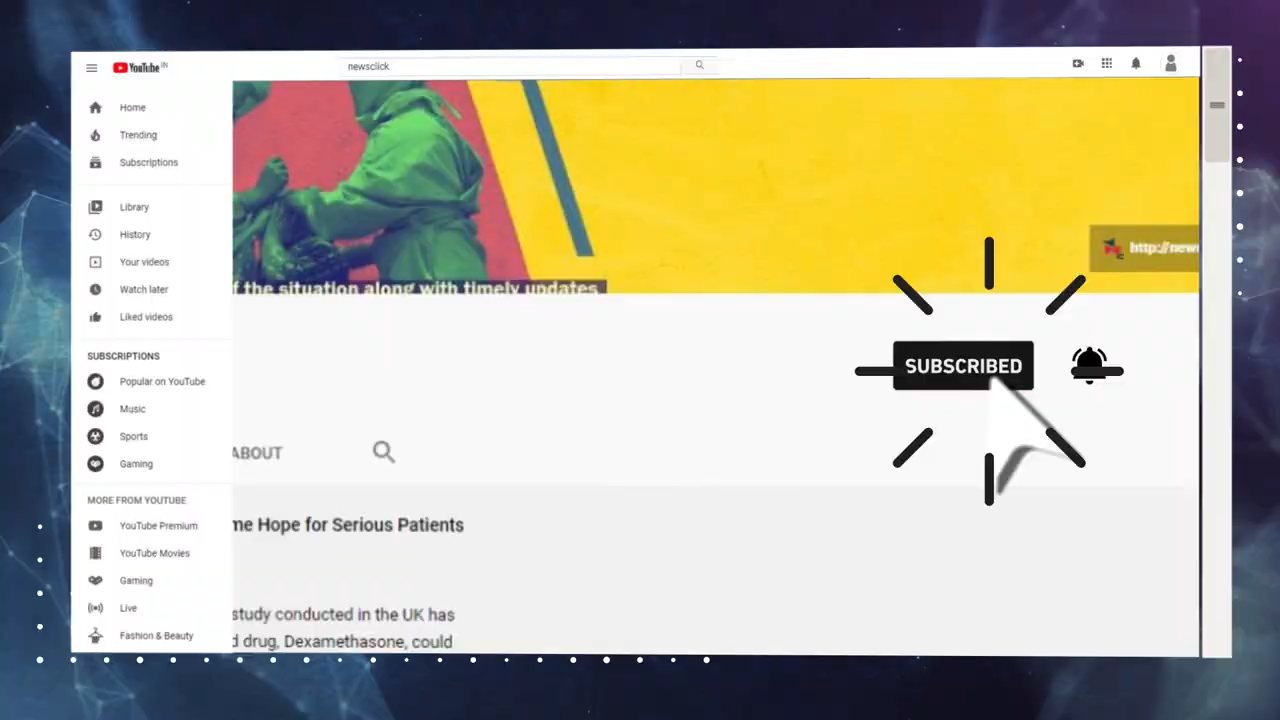 YouTube IN
newsclick
Home
Trending
Subscriptions
Library
History
Your videos
Watch later
Liked videos
SUBSCRIPTIONS
Popular on YouTube
Music
Sports
Gaming
MORE FROM YOUTUBE
YouTube Premium
YouTube Movies
Gaming
Live
Fashion & Beauty
http://new
f the situation along with timely updates
SUBSCRIBED
ABOUT
me Hope for Serious Patients
study conducted in the UK has
d drug, Dexamethasone, could